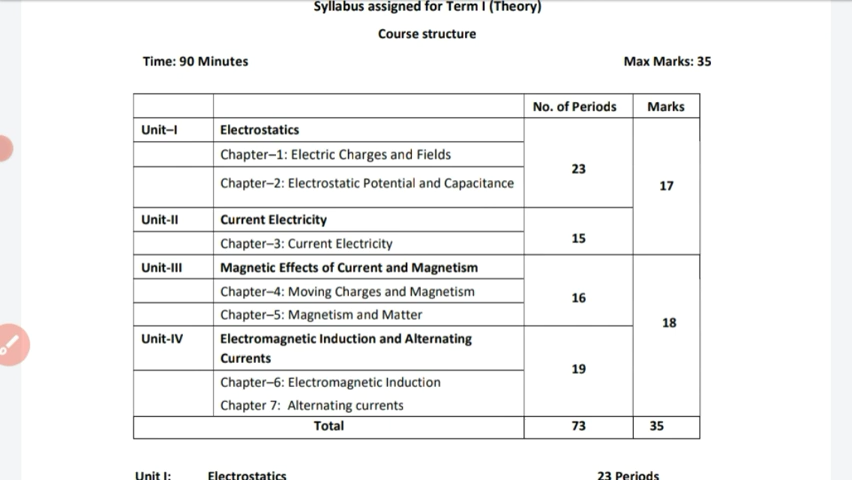 Syllabus assigned for Term I (Theory)
Course structure
Time: 90 Minutes Max Marks: 35
No. of Periods Marks
Unit–I Electrostatics
Chapter–1: Electric Charges and Fields
23
Chapter–2: Electrostatic Potential and Capacitance
17
Unit-II Current Electricity
15
Chapter–3: Current Electricity
Unit-III Magnetic Effects of Current and Magnetism
Chapter–4: Moving Charges and Magnetism
16
Chapter–5: Magnetism and Matter
18
Unit-IV Electromagnetic Induction and Alternating
Currents
19
Chapter–6: Electromagnetic Induction
Chapter 7: Alternating currents
Total 73 35
Unit I: Electrostatics 23 Periods